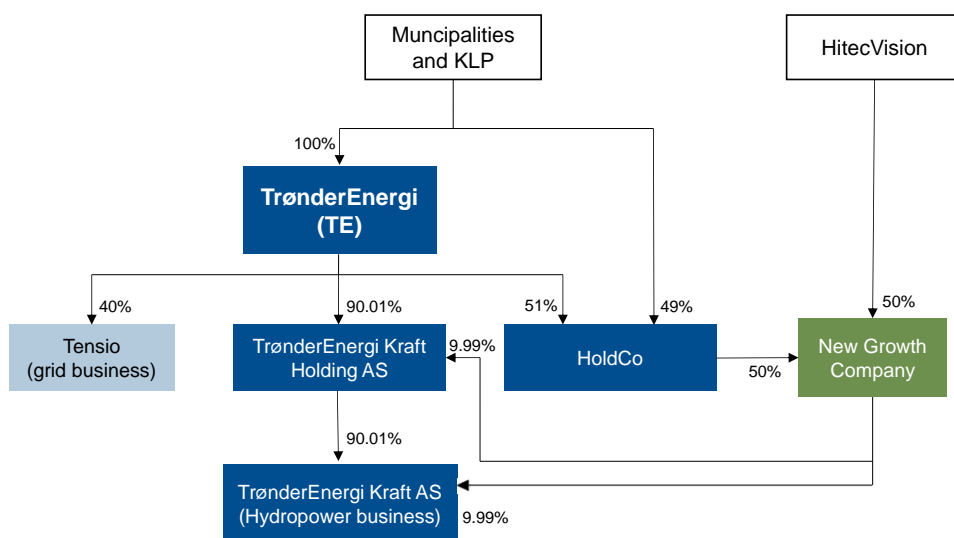 Muncipalities
and KLP
HitecVision
100%
TrønderEnergi
(TE)
40%
90.01%
51%
49%
50%
Tensio
(grid business)
TrønderEnergi Kraft
Holding AS
9.99%
HoldCo
50%
New Growth
Company
90.01%
TrønderEnergi Kraft AS
(Hydropower business)
9.99%